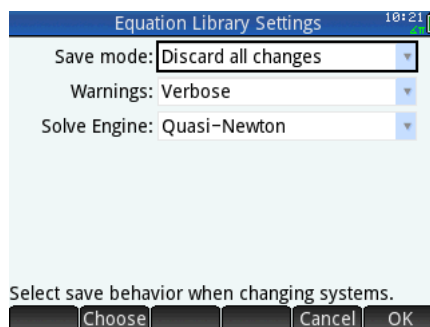 Equation Library Settings 10:21
∡π
Save mode: Discard all changes
Warnings: Verbose
Solve Engine: Quasi-Newton
Select save behavior when changing systems.
Choose Cancel OK